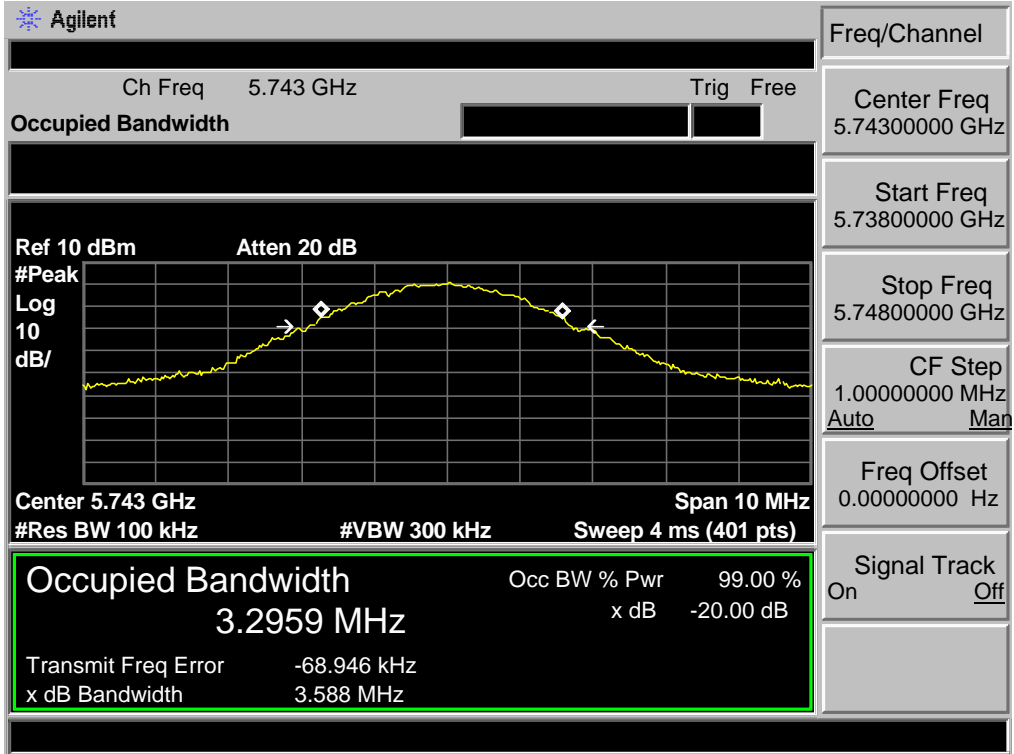 Agilent
Freq/Channel
Ch Freq 5.743 GHz Trig Free
Occupied Bandwidth
Center Freq
5.74300000 GHz
Start Freq
5.73800000 GHz
Ref 10 dBm Atten 20 dB
#Peak
Log
10
dB/
Stop Freq
5.74800000 GHz
CF Step
1.00000000 MHz
Auto Man
Freq Offset
0.00000000 Hz
Center 5.743 GHz Span 10 MHz
#Res BW 100 kHz #VBW 300 kHz Sweep 4 ms (401 pts)
Signal Track
On Off
Occupied Bandwidth Occ BW % Pwr 99.00 %
3.2959 MHz x dB -20.00 dB
Transmit Freq Error -68.946 kHz
x dB Bandwidth 3.588 MHz